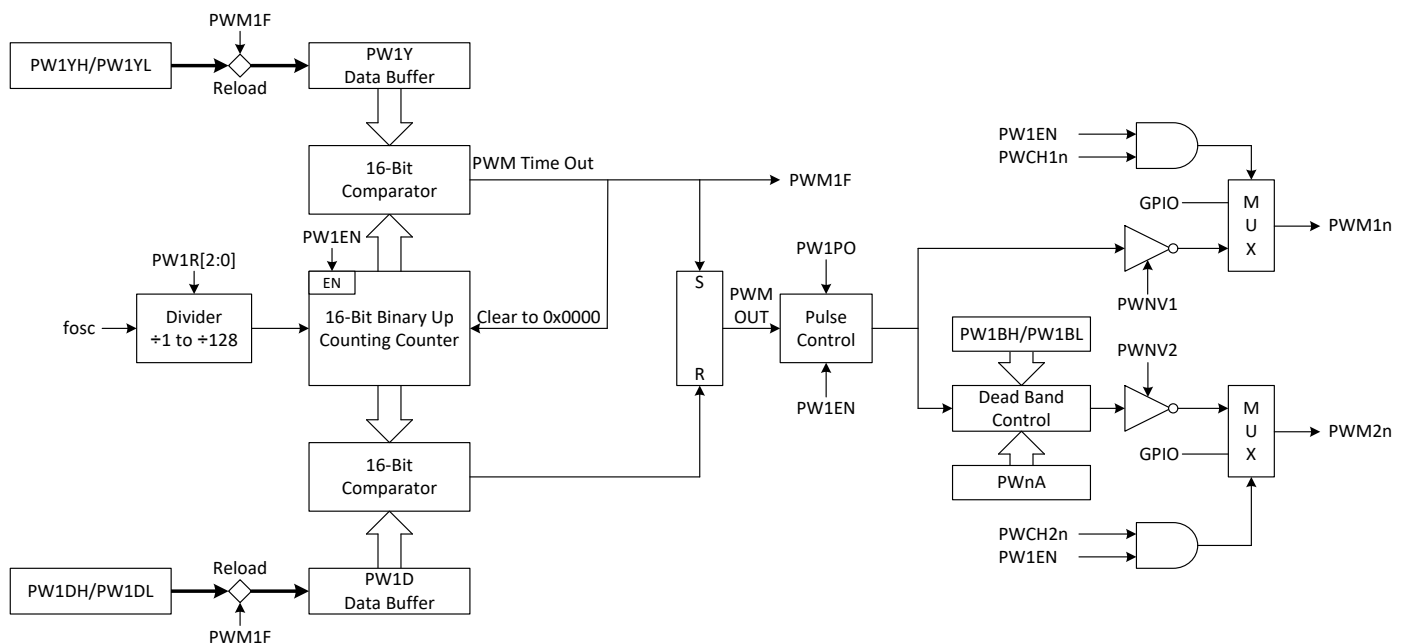 PWM1F
PW1YH/PW1YL
Reload
PW1Y
Data Buffer
16-Bit
Comparator
PWM Time Out
PWM1F
PW1EN
EN
PW1R[2:0]
fosc
Divider
÷1 to ÷128
16-Bit Binary Up
Counting Counter
Clear to 0x0000
S
R
PWM
OUT
PW1PO
Pulse
Control
PW1EN
16-Bit
Comparator
PW1DH/PW1DL
Reload
PWM1F
PW1D
Data Buffer
PW1EN
PWCH1n
GPIO
M
U
X
PWM1n
PWNV1
PW1BH/PW1BL
Dead Band
Control
PWnA
PWNV2
M
U
X
GPIO
PWM2n
PWCH2n
PW1EN